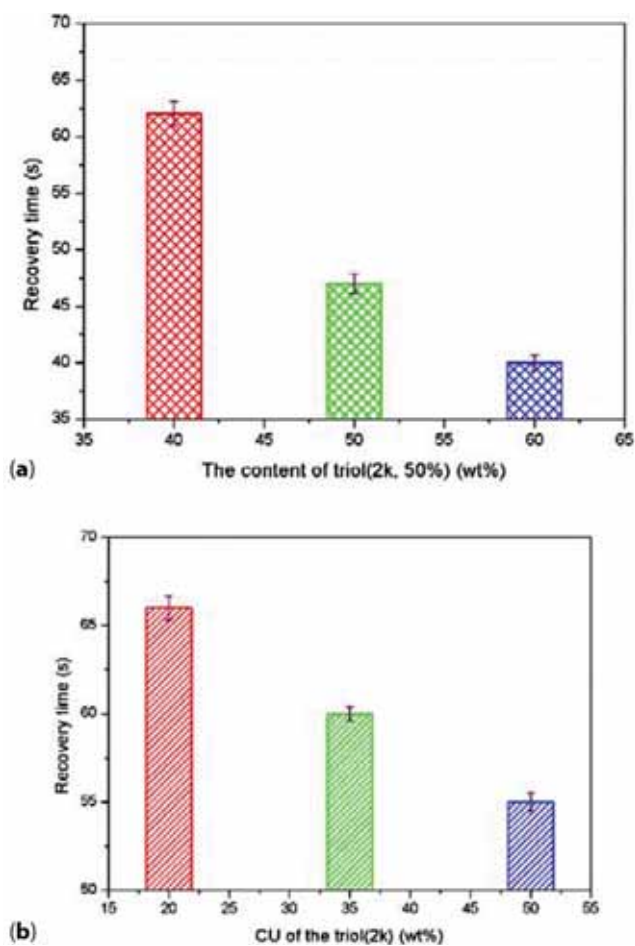 70
65
60
55
50
45
40
35
Recovery time (s)
35 40 45 50 55 60 65
The content of triol(2k, 50%) (wt%)
(a)
70
65
60
55
50
Recovery time (s)
15 20 25 30 35 40 45 50 55
CU of the triol(2k) (wt%)
(b)